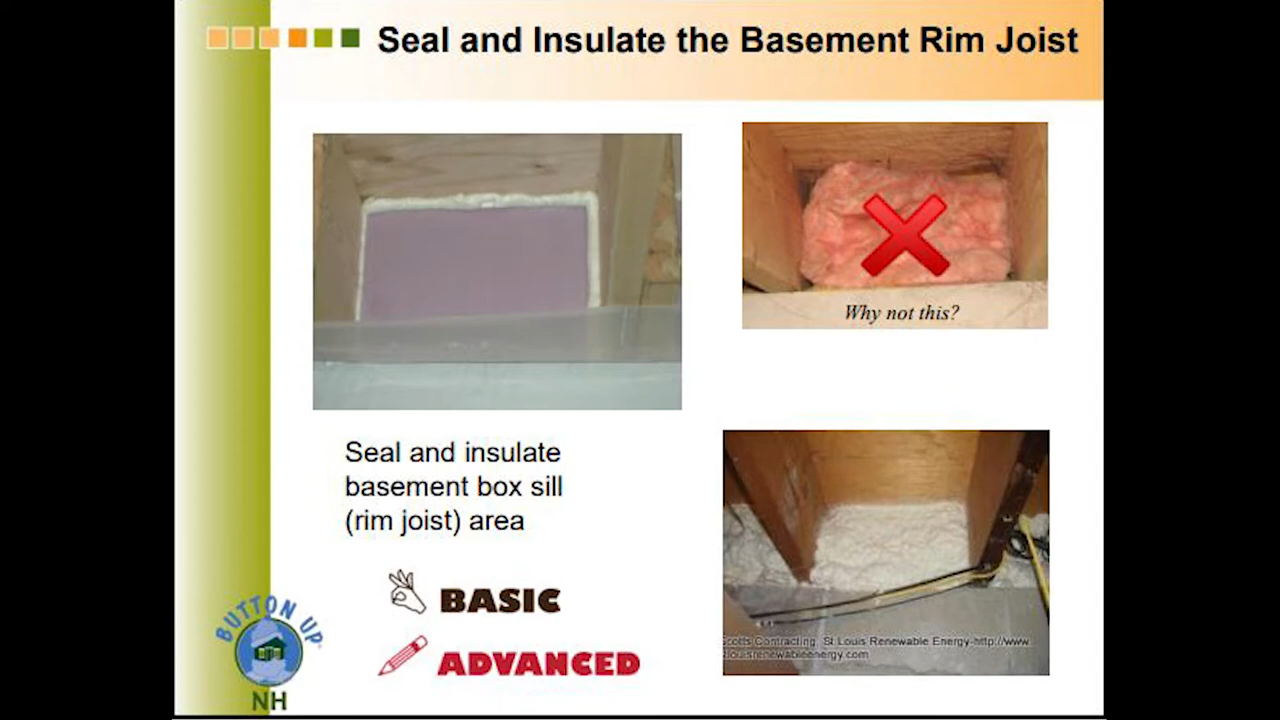 Seal and Insulate the Basement Rim Joist
Why not this?
Seal and insulate
basement box sill
(rim joist) area
BASIC
ADVANCED
BUTTON UP
NH
Scotts Contracting St Louis Renewable Energy-http://www.
louisrenewableenergy.com